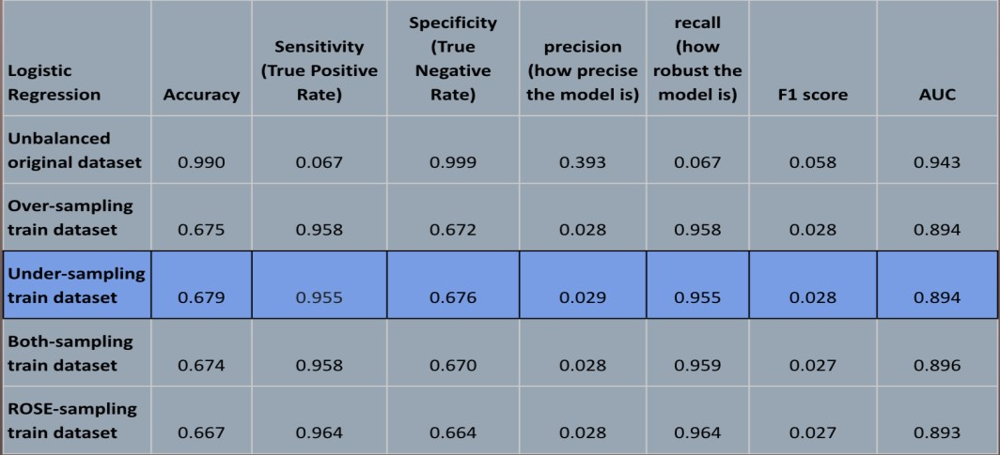 Logistic Regression | Accuracy | Sensitivity (True Positive Rate) | Specificity (True Negative Rate) | precision (how precise the model is) | recall (how robust the model is) | F1 score | AUC
Unbalanced original dataset | 0.990 | 0.067 | 0.999 | 0.393 | 0.067 | 0.058 | 0.943
Over-sampling train dataset | 0.675 | 0.958 | 0.672 | 0.028 | 0.958 | 0.028 | 0.894
Under-sampling train dataset | 0.679 | 0.955 | 0.676 | 0.029 | 0.955 | 0.028 | 0.894
Both-sampling train dataset | 0.674 | 0.958 | 0.670 | 0.028 | 0.959 | 0.027 | 0.896
ROSE-sampling train dataset | 0.667 | 0.964 | 0.664 | 0.028 | 0.964 | 0.027 | 0.893